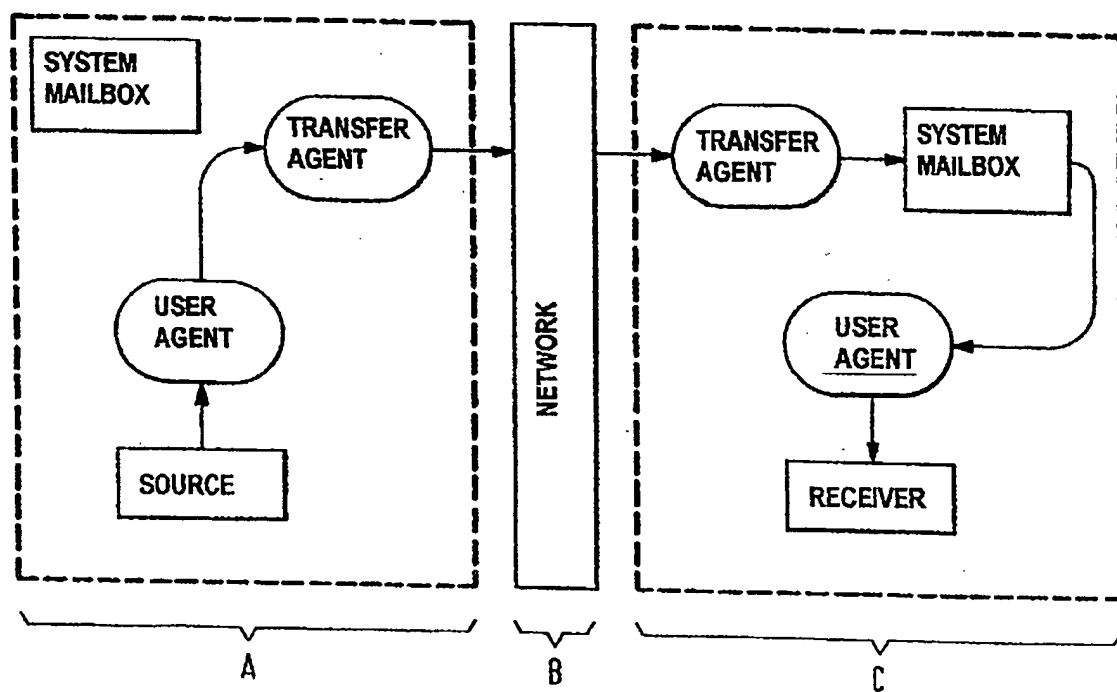 SYSTEM
MAILBOX
TRANSFER
AGENT
USER
AGENT
SOURCE
NETWORK
TRANSFER
AGENT
SYSTEM
MAILBOX
USER
AGENT
RECEIVER
A
B
C